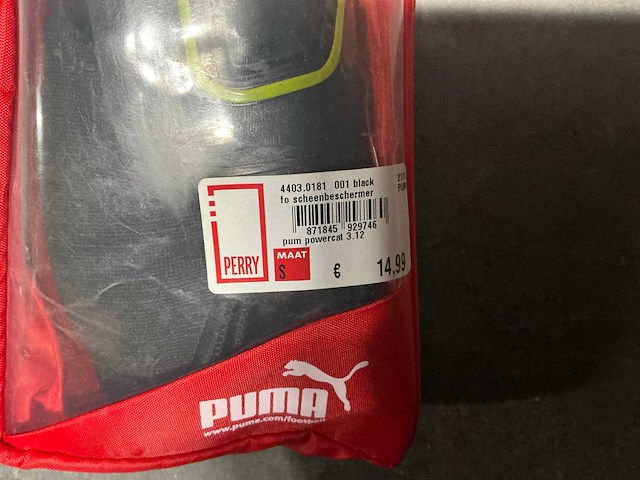 4403.0181 001 black
fo scheenbeschermer
871845 929746
pum powercat 3.12
PERRY
MAAT
S
€ 14,99
PUMA
www.puma.com/football